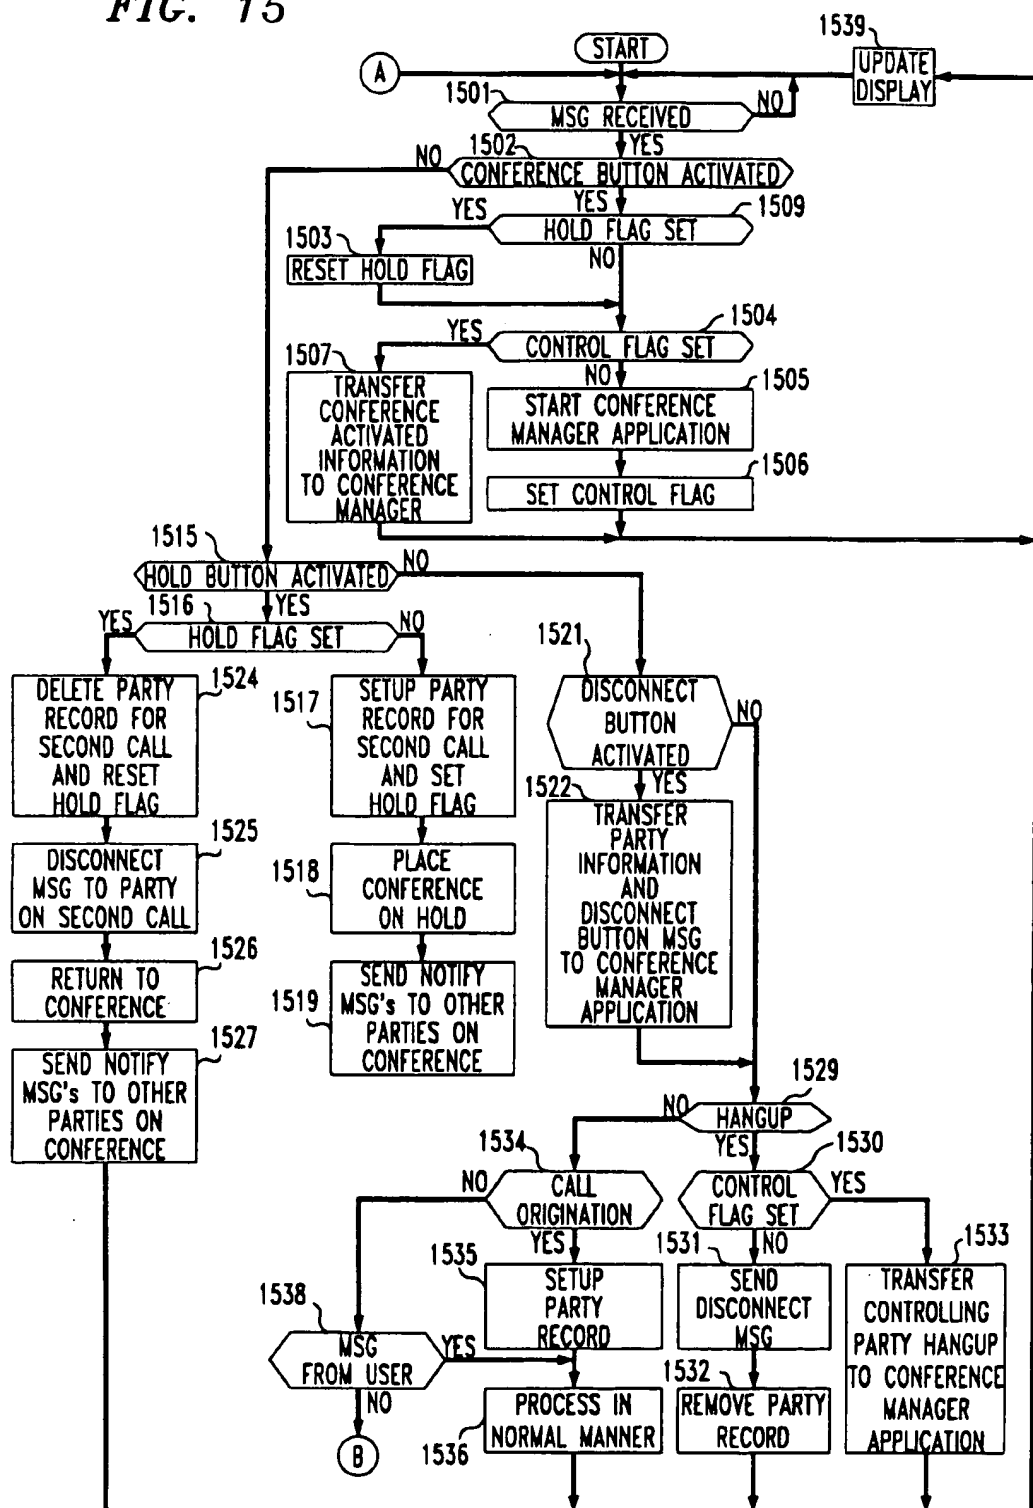 FIG. 15
START
1539
A
UPDATE
DISPLAY
1501
MSG RECEIVED
NO
YES
1502
NO
CONFERENCE BUTTON ACTIVATED
YES
1509
YES
HOLD FLAG SET
1503
NO
RESET HOLD FLAG
1504
YES
CONTROL FLAG SET
1507
NO
1505
TRANSFER
CONFERENCE
ACTIVATED
INFORMATION
TO CONFERENCE
MANAGER
START CONFERENCE
MANAGER APPLICATION
1506
SET CONTROL FLAG
1515
HOLD BUTTON ACTIVATED
NO
1516
YES
YES
HOLD FLAG SET
NO
1521
1524
DELETE PARTY
RECORD FOR
SECOND CALL
AND RESET
HOLD FLAG
1517
SETUP PARTY
RECORD FOR
SECOND CALL
AND SET
HOLD FLAG
DISCONNECT
BUTTON
ACTIVATED
NO
YES
1522
TRANSFER
PARTY
INFORMATION
AND
DISCONNECT
BUTTON MSG
TO CONFERENCE
MANAGER
APPLICATION
1525
DISCONNECT
MSG TO PARTY
ON SECOND CALL
1518
PLACE
CONFERENCE
ON HOLD
1526
RETURN TO
CONFERENCE
1519
SEND NOTIFY
MSG's TO OTHER
PARTIES ON
CONFERENCE
1527
SEND NOTIFY
MSG's TO OTHER
PARTIES ON
CONFERENCE
1529
NO
HANGUP
YES
1534
1530
NO
CALL
ORIGINATION
YES
CONTROL
FLAG SET
YES
NO
1535
SETUP
PARTY
RECORD
1531
SEND
DISCONNECT
MSG
1533
TRANSFER
CONTROLLING
PARTY HANGUP
TO CONFERENCE
MANAGER
APPLICATION
1538
MSG
FROM USER
YES
NO
1532
REMOVE PARTY
RECORD
PROCESS IN
NORMAL MANNER
1536
B